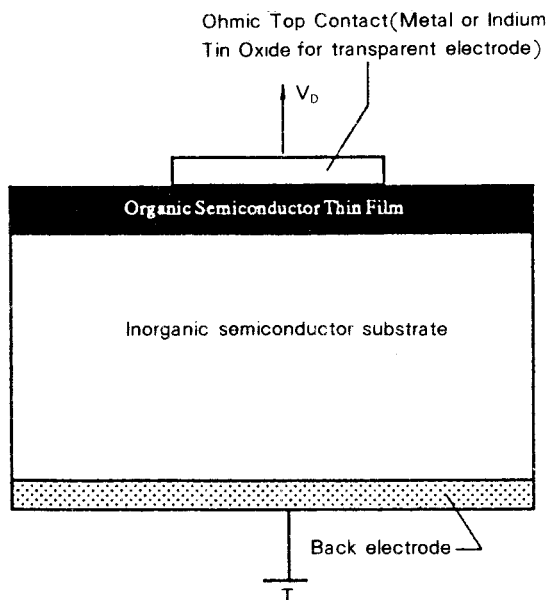 Ohmic Top Contact(Metal or Indium
Tin Oxide for transparent electrode)
V_D
Organic Semiconductor Thin Film
Inorganic semiconductor substrate
Back electrode